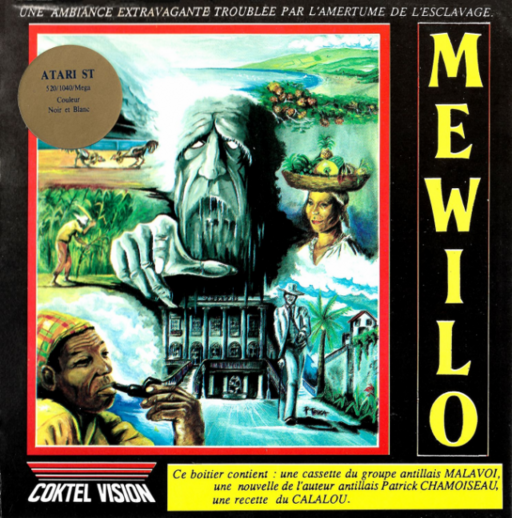 UNE AMBIANCE EXTRAVAGANTE TROUBLÉE PAR L'AMERTUME DE L'ESCLAVAGE.
ATARI ST
520/1040/Mega
Couleur
Noir et Blanc
MEWILO
COKTEL VISION
Ce boitier contient : une cassette du groupe antillais MALAVOI,
une nouvelle de l'auteur antillais Patrick CHAMOISEAU,
une recette du CALALOU.